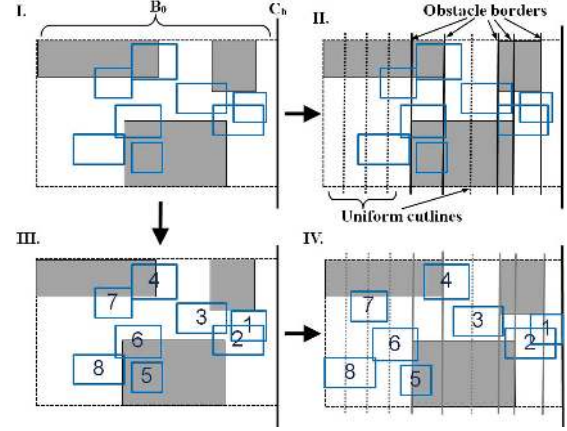 I.
B₀
Cₕ
II.
Obstacle borders
Uniform cutlines
III.
4
7
3
1
6
2
8
5
IV.
4
7
3
1
6
2
8
5